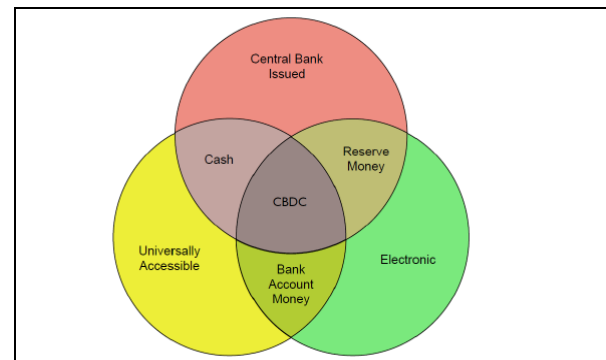 Central Bank
Issued
Cash
Reserve
Money
CBDC
Universally
Accessible
Electronic
Bank
Account
Money